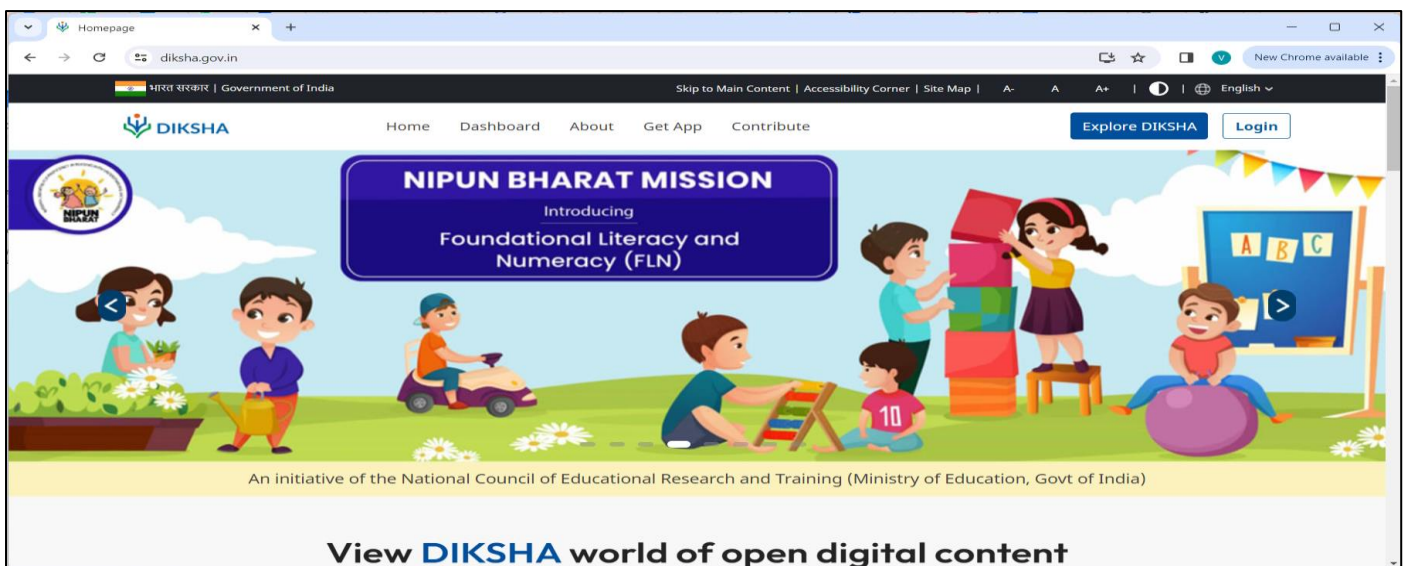 Homepage
diksha.gov.in
V
New Chrome available
भारत सरकार | Government of India
Skip to Main Content | Accessibility Corner | Site Map | A- A A+ | | English
DIKSHA
Home Dashboard About Get App Contribute
Explore DIKSHA Login
NIPUN BHARAT MISSION
Introducing
Foundational Literacy and
Numeracy (FLN)
NIPUN
BHARAT
A B C
10
An initiative of the National Council of Educational Research and Training (Ministry of Education, Govt of India)
View DIKSHA world of open digital content